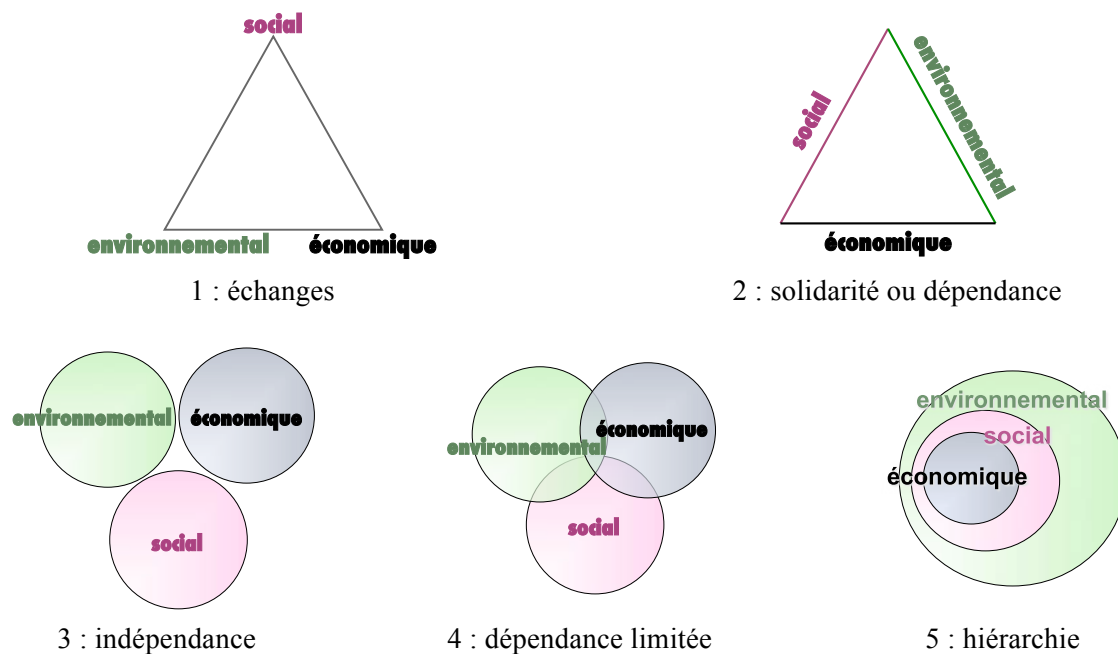 social
environnemental
économique
1 : échanges
social
environnemental
économique
2 : solidarité ou dépendance
environnemental
économique
social
3 : indépendance
environnemental
économique
social
4 : dépendance limitée
environnemental
social
économique
5 : hiérarchie